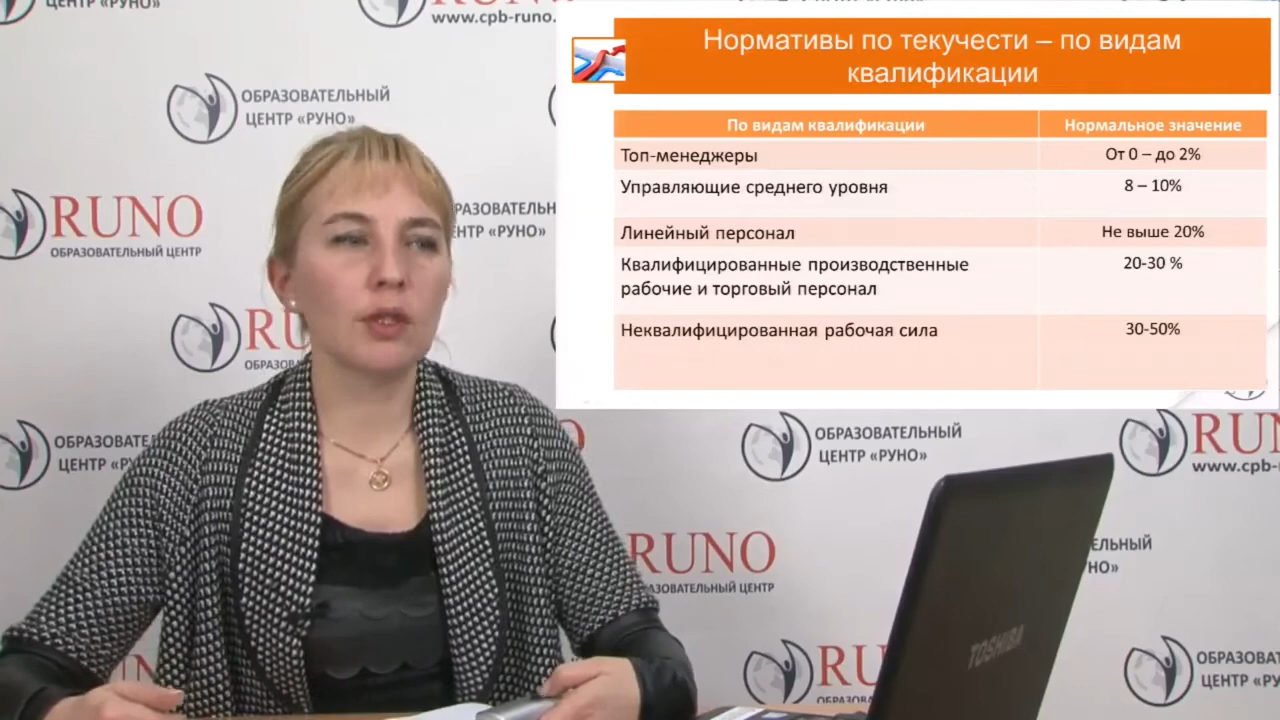 ЦЕНТР «РУНО»
www.cpb-runo.
ОБРАЗОВАТЕЛЬНЫЙ
ЦЕНТР «РУНО»
RUNO
ОБРАЗОВАТЕЛЬНЫЙ ЦЕНТР
Нормативы по текучести – по видам
квалификации
По видам квалификации Нормальное значение
Топ-менеджеры От 0 – до 2%
Управляющие среднего уровня 8 – 10%
Линейный персонал Не выше 20%
Квалифицированные производственные 20-30 %
рабочие и торговый персонал
Неквалифицированная рабочая сила 30-50%
ОБРАЗОВАТЕЛЬНЫЙ
ЦЕНТР «РУНО»
RUNO
ОБРАЗОВАТЕЛЬНЫЙ ЦЕНТР
TOSHIBA